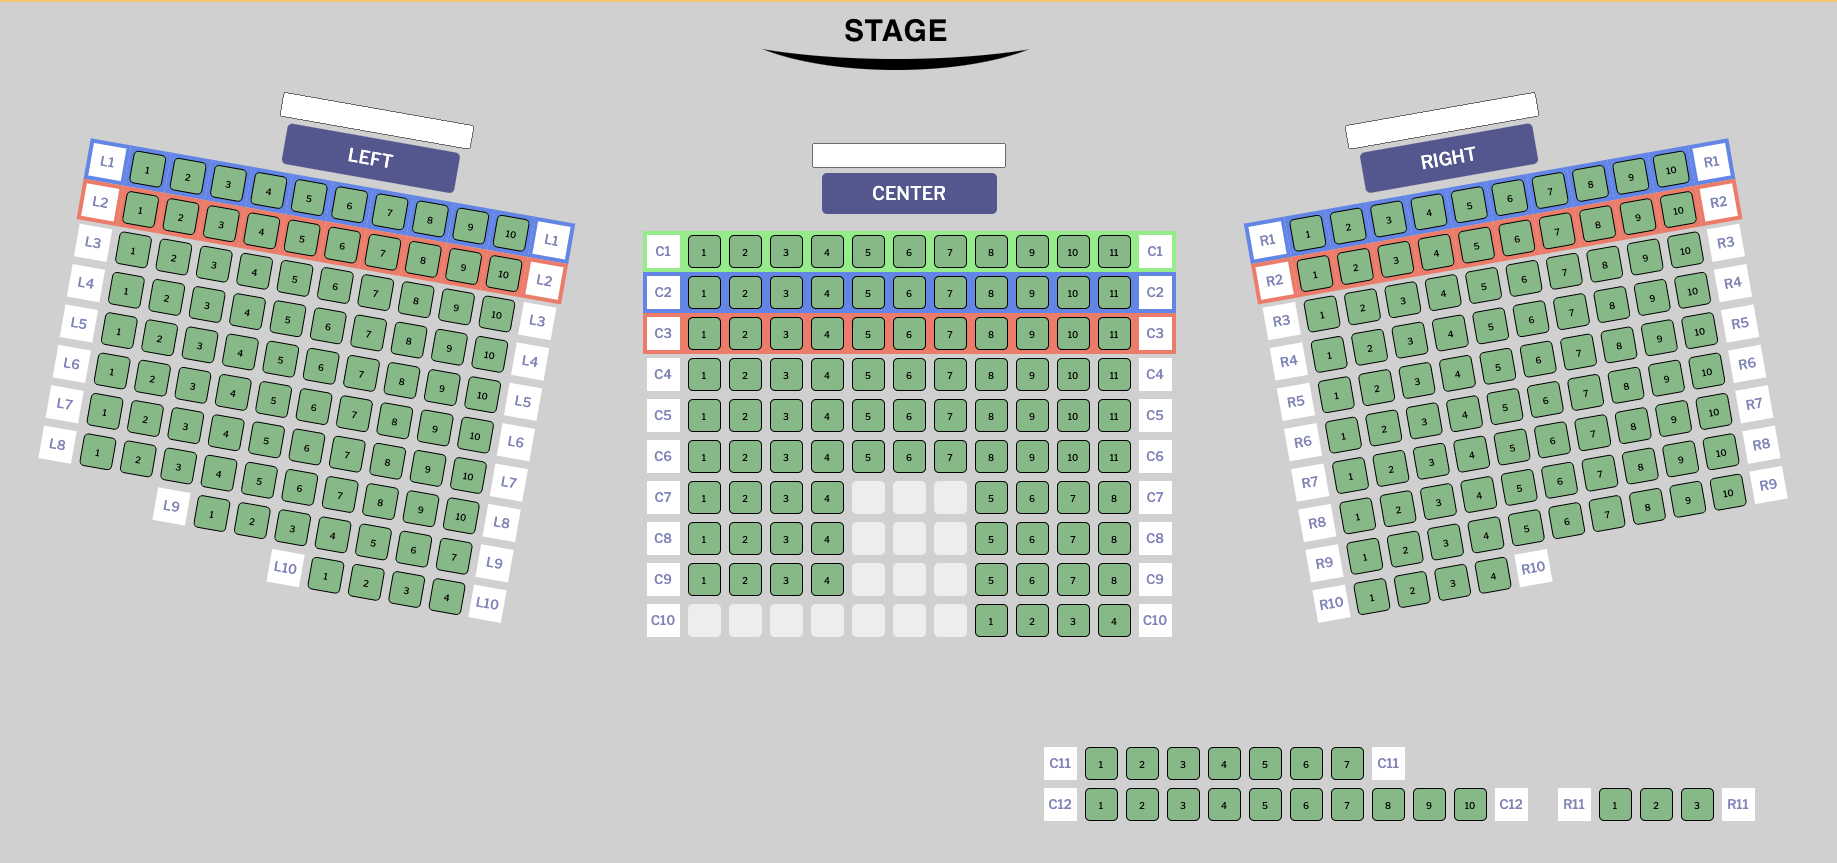 STAGE
LEFT
L1 1 2 3 4 5 6 7 8 9 10 L1
L2 1 2 3 4 5 6 7 8 9 10 L2
L3 1 2 3 4 5 6 7 8 9 10 L3
L4 1 2 3 4 5 6 7 8 9 10 L4
L5 1 2 3 4 5 6 7 8 9 10 L5
L6 1 2 3 4 5 6 7 8 9 10 L6
L7 1 2 3 4 5 6 7 8 9 10 L7
L8 1 2 3 4 5 6 7 8 9 10 L8
L9 1 2 3 4 5 6 7 L9
L10 1 2 3 4 L10
CENTER
C1 1 2 3 4 5 6 7 8 9 10 11 C1
C2 1 2 3 4 5 6 7 8 9 10 11 C2
C3 1 2 3 4 5 6 7 8 9 10 11 C3
C4 1 2 3 4 5 6 7 8 9 10 11 C4
C5 1 2 3 4 5 6 7 8 9 10 11 C5
C6 1 2 3 4 5 6 7 8 9 10 11 C6
C7 1 2 3 4 5 6 7 8 C7
C8 1 2 3 4 5 6 7 8 C8
C9 1 2 3 4 5 6 7 8 C9
C10 1 2 3 4 C10
RIGHT
R1 1 2 3 4 5 6 7 8 9 10 R1
R2 1 2 3 4 5 6 7 8 9 10 R2
R3 1 2 3 4 5 6 7 8 9 10 R3
R4 1 2 3 4 5 6 7 8 9 10 R4
R5 1 2 3 4 5 6 7 8 9 10 R5
R6 1 2 3 4 5 6 7 8 9 10 R6
R7 1 2 3 4 5 6 7 8 9 10 R7
R8 1 2 3 4 5 6 7 8 9 10 R8
R9 1 2 3 4 5 6 7 8 9 10 R9
R10 1 2 3 4 R10
C11 1 2 3 4 5 6 7 C11
C12 1 2 3 4 5 6 7 8 9 10 C12
R11 1 2 3 R11